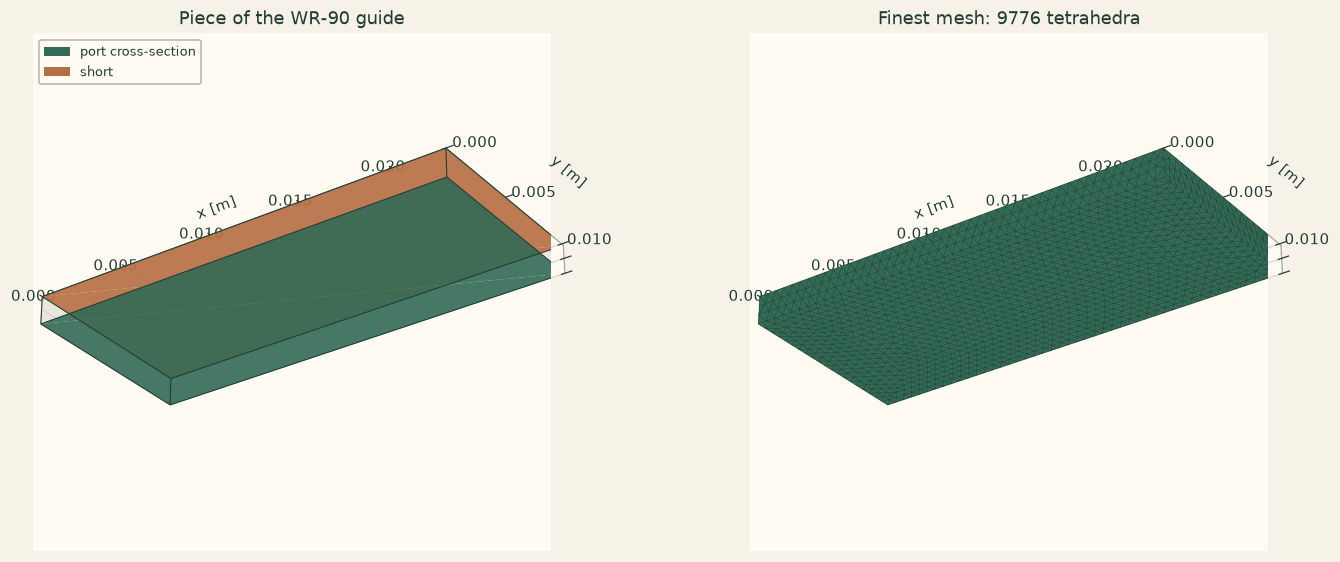 Piece of the WR-90 guide
port cross-section
short
0.000
0.005
0.010
0.015
0.020
x [m]
0.000
0.005
0.010
y [m]
Finest mesh: 9776 tetrahedra
0.000
0.005
0.010
0.015
0.020
x [m]
0.000
0.005
0.010
y [m]